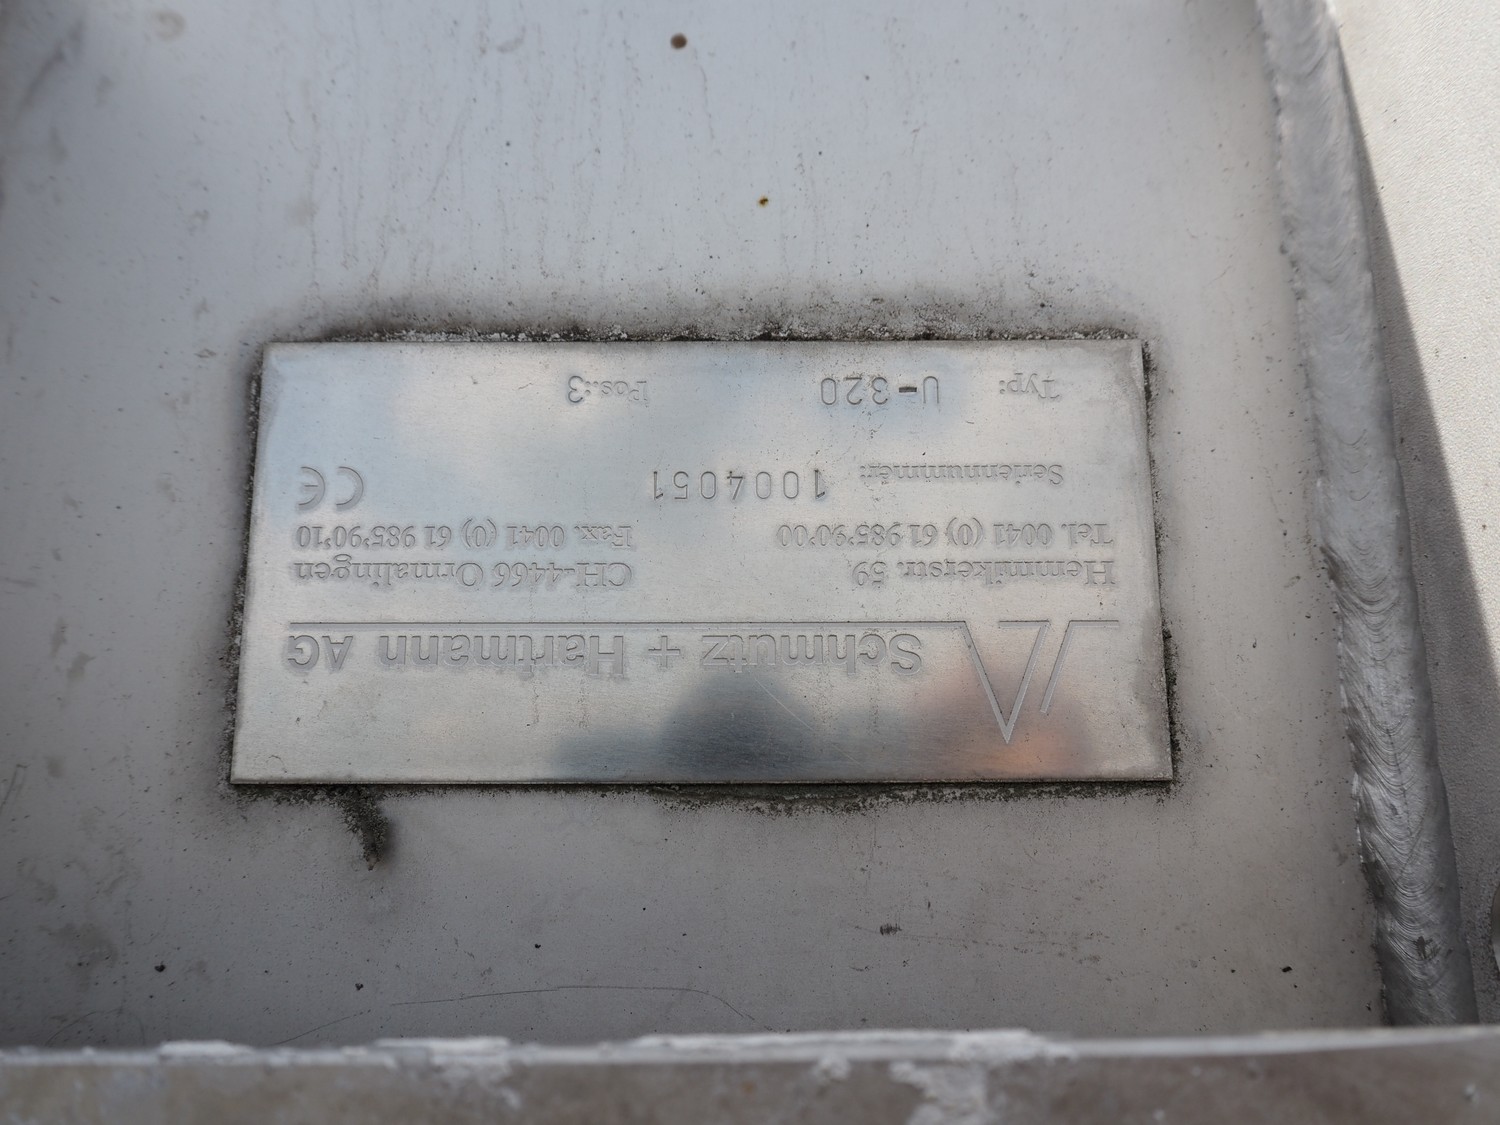 Schmutz + Hartmann AG
Hemmikerstr. 59 CH-4466 Ormalingen
Tel. 0041 (0) 61 985'90'00 Fax. 0041 (0) 61 985'90'10
Seriennummer: 1004051 CE
Typ: U-320 Pos.:3